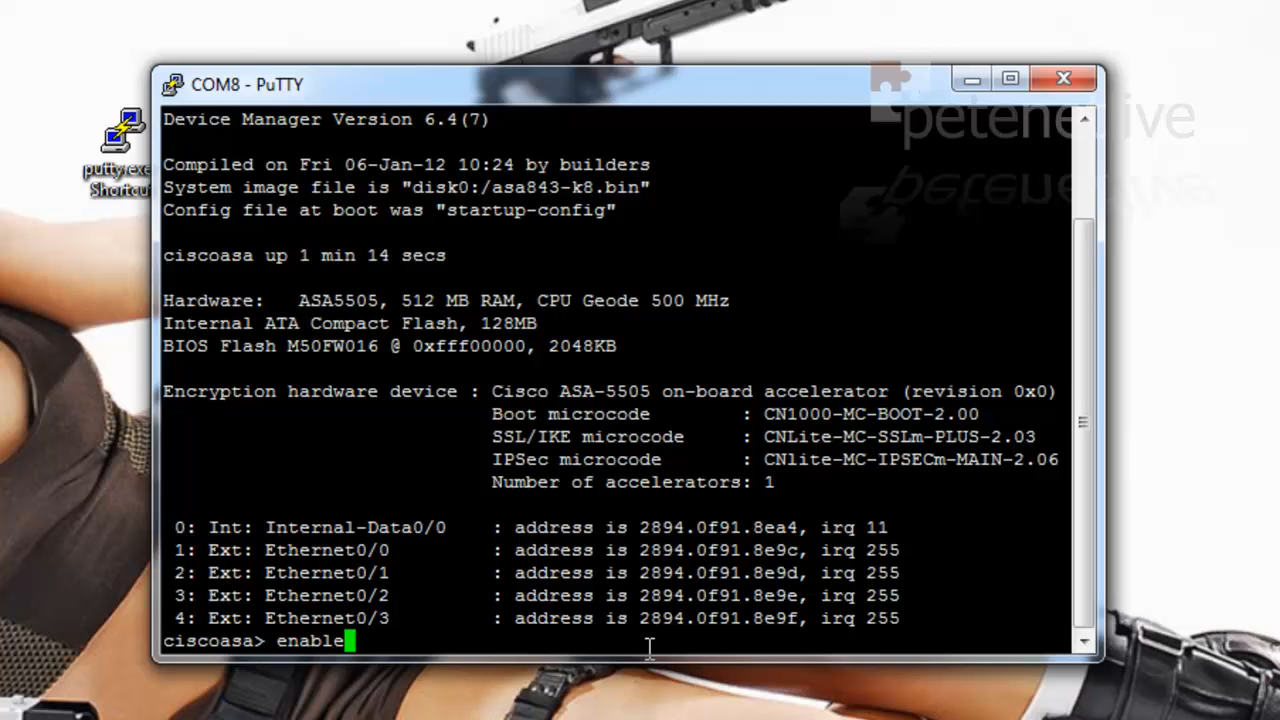 COM8 - PuTTY
petenetlive
putty.exe
Shortcut
Device Manager Version 6.4(7)
Compiled on Fri 06-Jan-12 10:24 by builders
System image file is "disk0:/asa843-k8.bin"
Config file at boot was "startup-config"
ciscoasa up 1 min 14 secs
Hardware: ASA5505, 512 MB RAM, CPU Geode 500 MHz
Internal ATA Compact Flash, 128MB
BIOS Flash M50FW016 @ 0xfff00000, 2048KB
Encryption hardware device : Cisco ASA-5505 on-board accelerator (revision 0x0)
Boot microcode : CN1000-MC-BOOT-2.00
SSL/IKE microcode : CNLite-MC-SSLm-PLUS-2.03
IPSec microcode : CNlite-MC-IPSECm-MAIN-2.06
Number of accelerators: 1
0: Int: Internal-Data0/0 : address is 2894.0f91.8ea4, irq 11
1: Ext: Ethernet0/0 : address is 2894.0f91.8e9c, irq 255
2: Ext: Ethernet0/1 : address is 2894.0f91.8e9d, irq 255
3: Ext: Ethernet0/2 : address is 2894.0f91.8e9e, irq 255
4: Ext: Ethernet0/3 : address is 2894.0f91.8e9f, irq 255
ciscoasa> enable